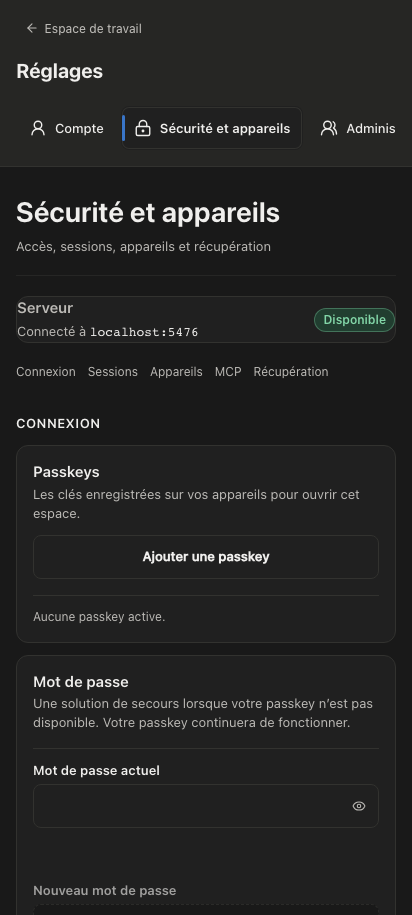 Espace de travail
Réglages
Compte
Sécurité et appareils
Adminis
Sécurité et appareils
Accès, sessions, appareils et récupération
Serveur
Connecté à localhost:5476
Disponible
Connexion Sessions Appareils MCP Récupération
CONNEXION
Passkeys
Les clés enregistrées sur vos appareils pour ouvrir cet
espace.
Ajouter une passkey
Aucune passkey active.
Mot de passe
Une solution de secours lorsque votre passkey n’est pas
disponible. Votre passkey continuera de fonctionner.
Mot de passe actuel
Nouveau mot de passe